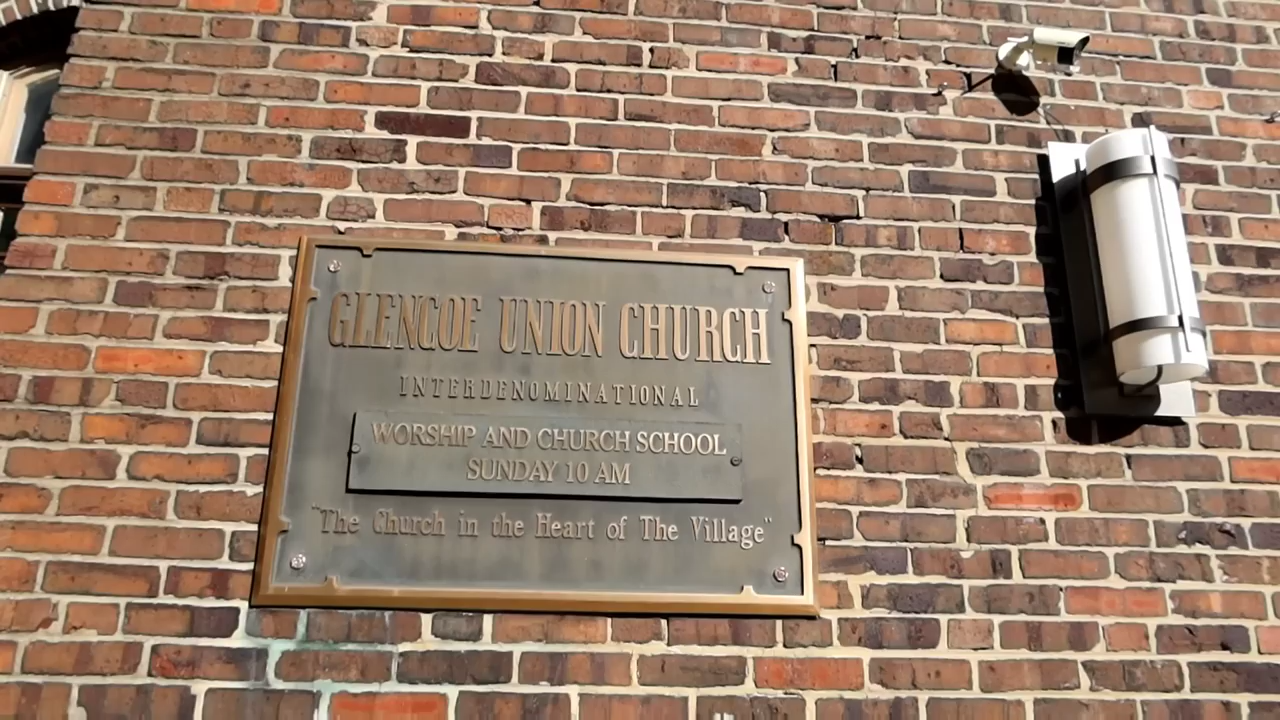 GLENCOE UNION CHURCH
INTERDENOMINATIONAL
WORSHIP AND CHURCH SCHOOL
SUNDAY 10 AM
"The Church in the Heart of The Village"